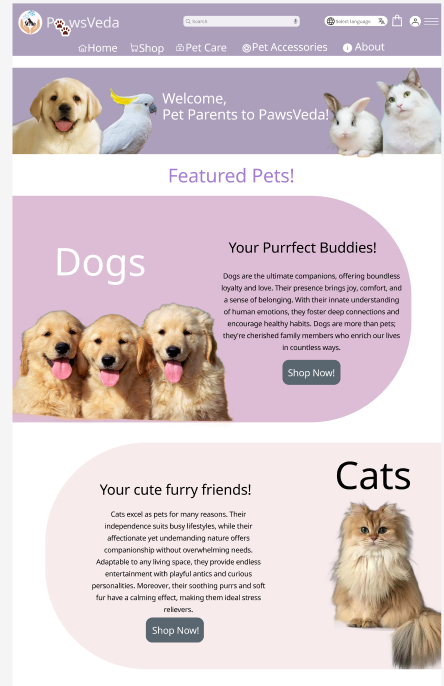 PawsVeda
Search
Select language
Home Shop Pet Care Pet Accessories About
Welcome,
Pet Parents to PawsVeda!
Featured Pets!
Dogs
Your Purrfect Buddies!
Dogs are the ultimate companions, offering boundless
loyalty and love. Their presence brings joy, comfort, and
a sense of belonging. With their innate understanding
of human emotions, they foster deep connections and
encourage healthy habits. Dogs are more than pets;
they're cherished family members who enrich our lives
in countless ways.
Shop Now!
Cats
Your cute furry friends!
Cats excel as pets for many reasons. Their
independence suits busy lifestyles, while their
affectionate yet undemanding nature offers
companionship without overwhelming needs.
Adaptable to any living space, they provide endless
entertainment with playful antics and curious
personalities. Moreover, their soothing purrs and soft
fur have a calming effect, making them ideal stress
relievers.
Shop Now!